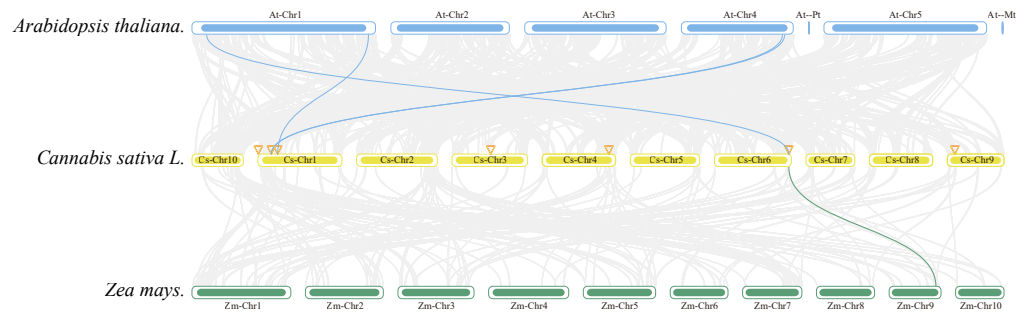 At-Chr1 At-Chr2 At-Chr3 At-Chr4 At--Pt At-Chr5 At--Mt
Arabidopsis thaliana.
Cannabis sativa L.
Cs-Chr10 Cs-Chr1 Cs-Chr2 Cs-Chr3 Cs-Chr4 Cs-Chr5 Cs-Chr6 Cs-Chr7 Cs-Chr8 Cs-Chr9
Zea mays.
Zm-Chr1 Zm-Chr2 Zm-Chr3 Zm-Chr4 Zm-Chr5 Zm-Chr6 Zm-Chr7 Zm-Chr8 Zm-Chr9 Zm-Chr10